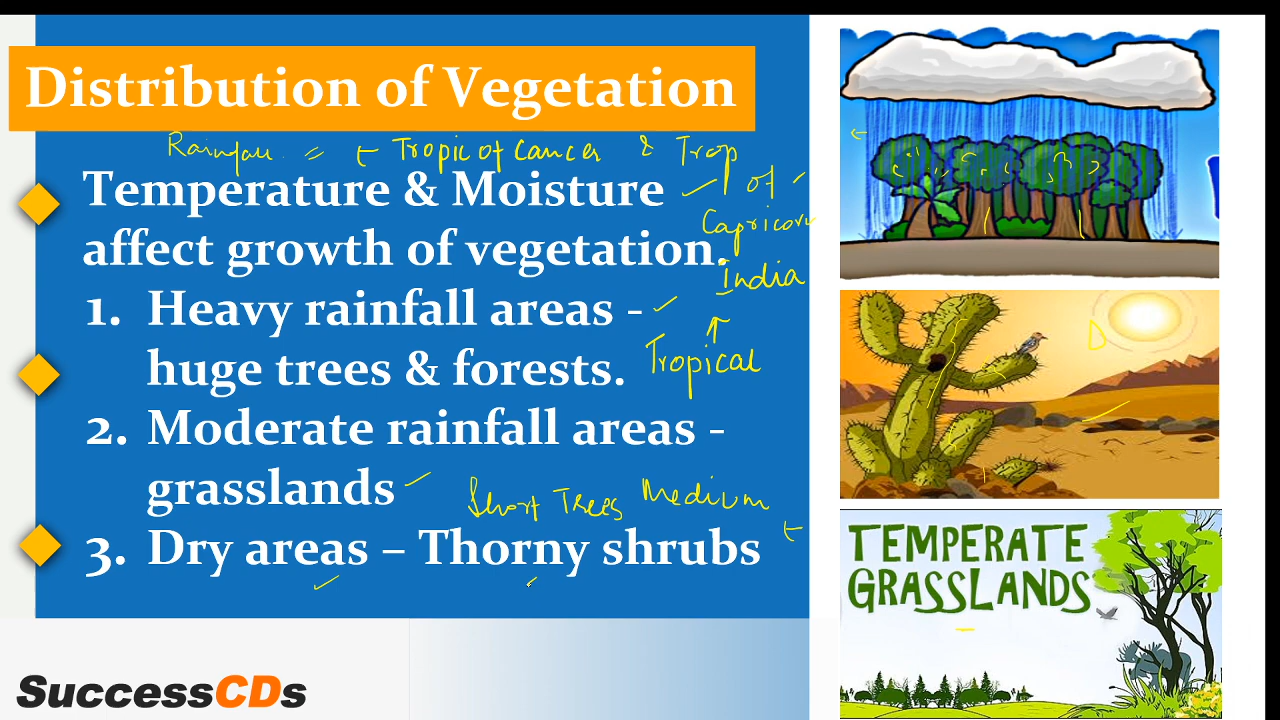 Distribution of Vegetation
Rainfall = Tropic of Cancer & Trop
of
Capricorn
Temperature & Moisture
affect growth of vegetation.
India
1. Heavy rainfall areas -
huge trees & forests.
Tropical
2. Moderate rainfall areas -
grasslands
Short Trees Medium
3. Dry areas – Thorny shrubs
TEMPERATE
GRASSLANDS
SuccessCDs